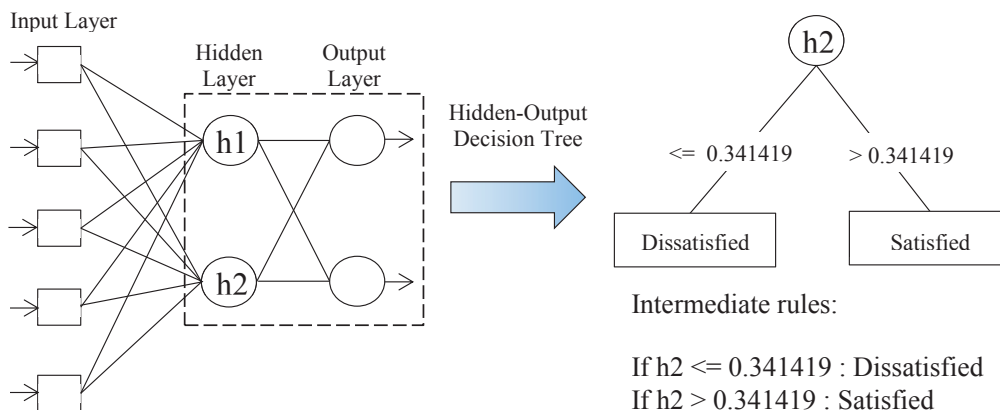 Input Layer
Hidden
Layer
Output
Layer
h1
h2
Hidden-Output
Decision Tree
h2
<= 0.341419
> 0.341419
Dissatisfied
Satisfied
Intermediate rules:
If h2 <= 0.341419 : Dissatisfied
If h2 > 0.341419 : Satisfied